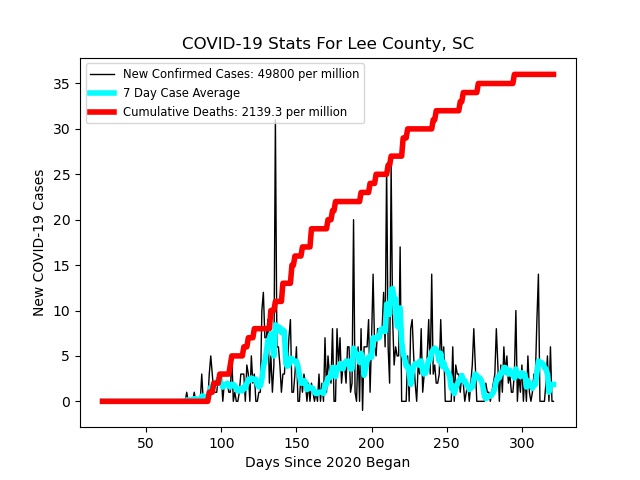 COVID-19 Stats For Lee County, SC
New Confirmed Cases: 49800 per million
7 Day Case Average
Cumulative Deaths: 2139.3 per million
New COVID-19 Cases
35
30
25
20
15
10
5
0
50 100 150 200 250 300
Days Since 2020 Began